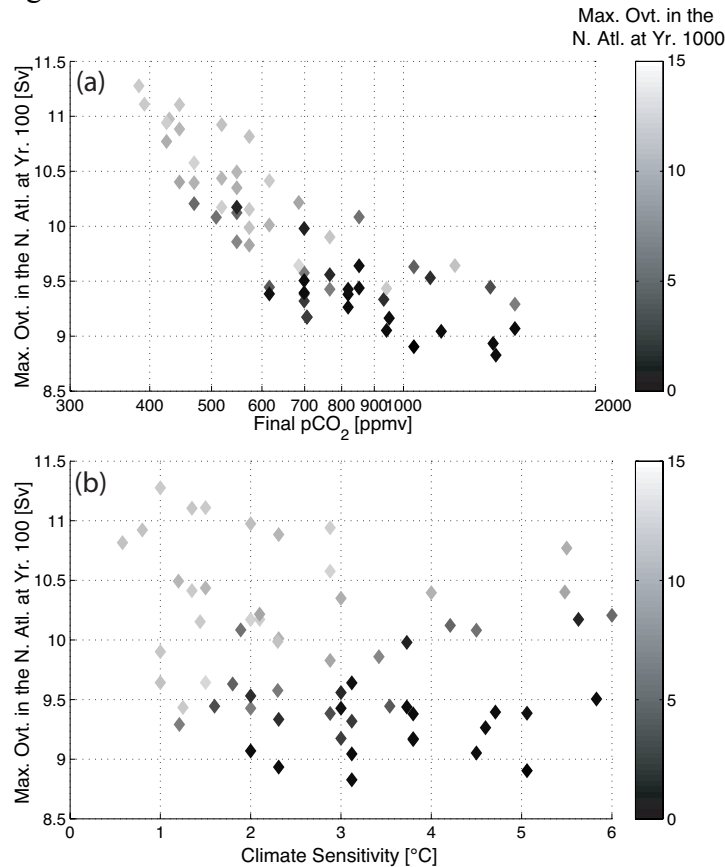 Max. Ovt. in the
N. Atl. at Yr. 1000
(a)
Max. Ovt. in the N. Atl. at Yr. 100 [Sv]
11.5
11
10.5
10
9.5
9
8.5
300 400 500 600 700 800 900 1000 2000
Final pCO2 [ppmv]
15
10
5
0
(b)
Max. Ovt. in the N. Atl. at Yr. 100 [Sv]
11.5
11
10.5
10
9.5
9
8.5
0 1 2 3 4 5 6
Climate Sensitivity [°C]
15
10
5
0